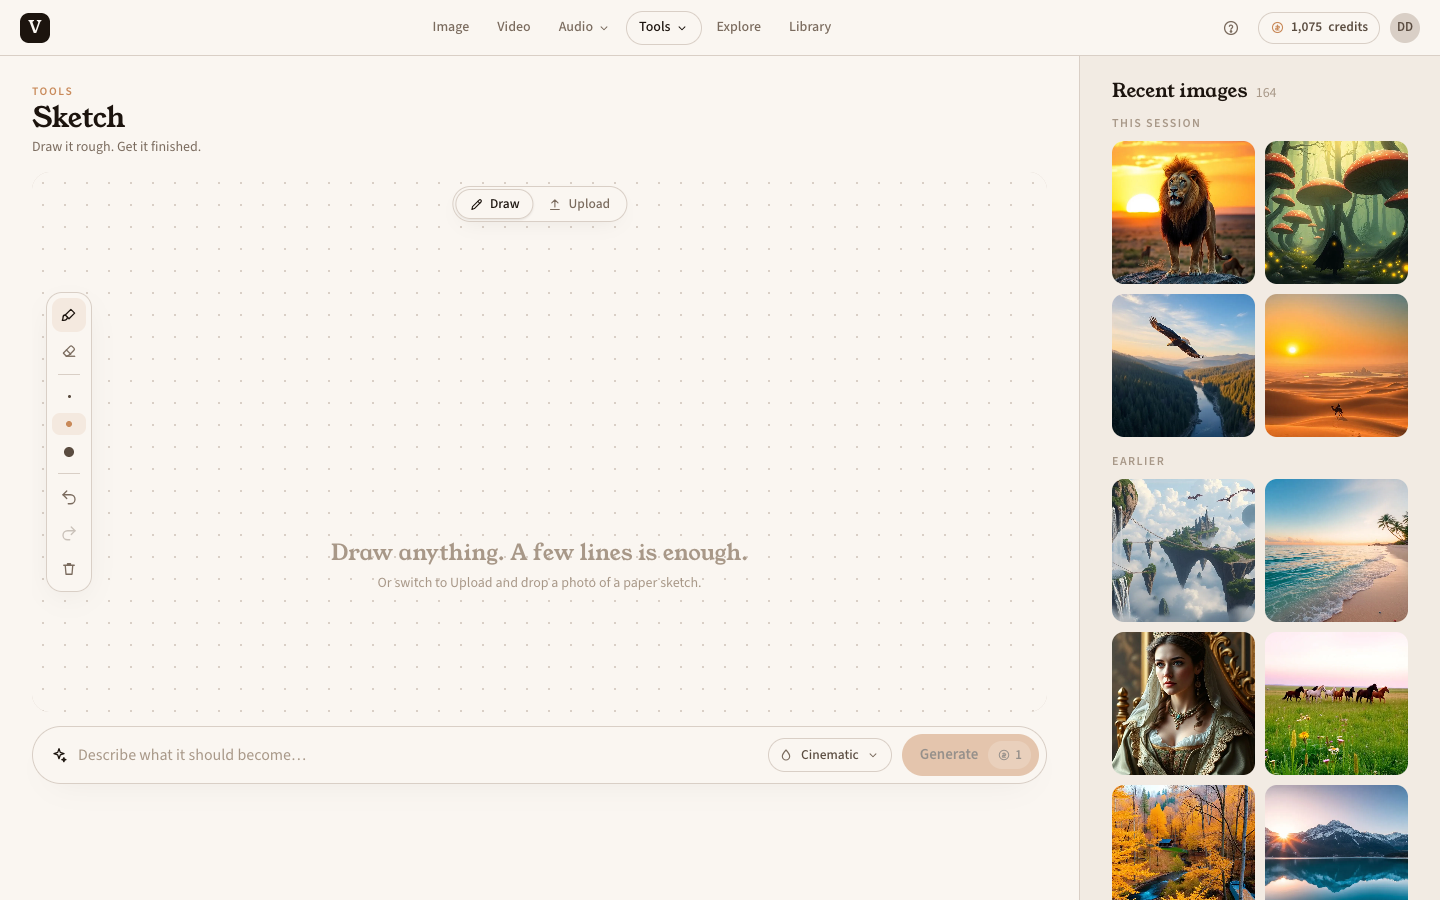 V
Image
Video
Audio
Tools
Explore
Library
1,075 credits
DD
TOOLS
Sketch
Draw it rough. Get it finished.
Draw
Upload
Draw anything. A few lines is enough.
Or switch to Upload and drop a photo of a paper sketch.
Describe what it should become…
Cinematic
Generate
1
Recent images 164
THIS SESSION
EARLIER